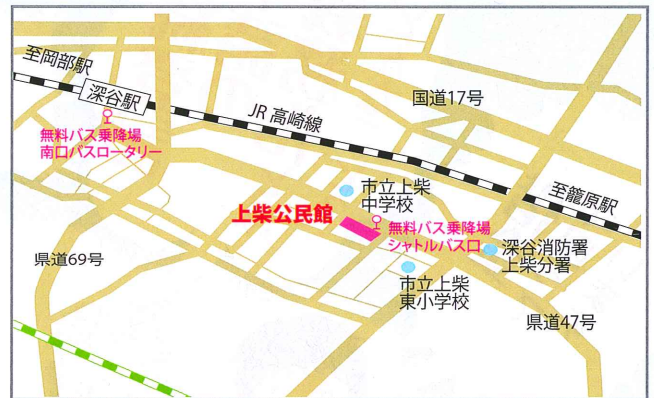 至岡部駅
深谷駅
無料バス乗降場
南口バスロータリー
JR 高崎線
国道17号
至籠原駅
市立上柴
中学校
上柴公民館
無料バス乗降場
シャトルバス口
深谷消防署
上柴分署
県道69号
市立上柴
東小学校
県道47号